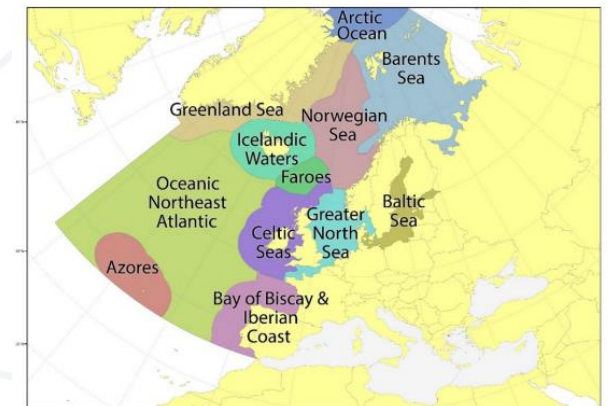 Arctic
Ocean
Barents
Sea
Greenland Sea
Norwegian
Sea
Icelandic
Waters
Faroes
Oceanic
Northeast
Atlantic
Celtic
Seas
Greater
North
Sea
Baltic
Sea
Azores
Bay of Biscay &
Iberian
Coast